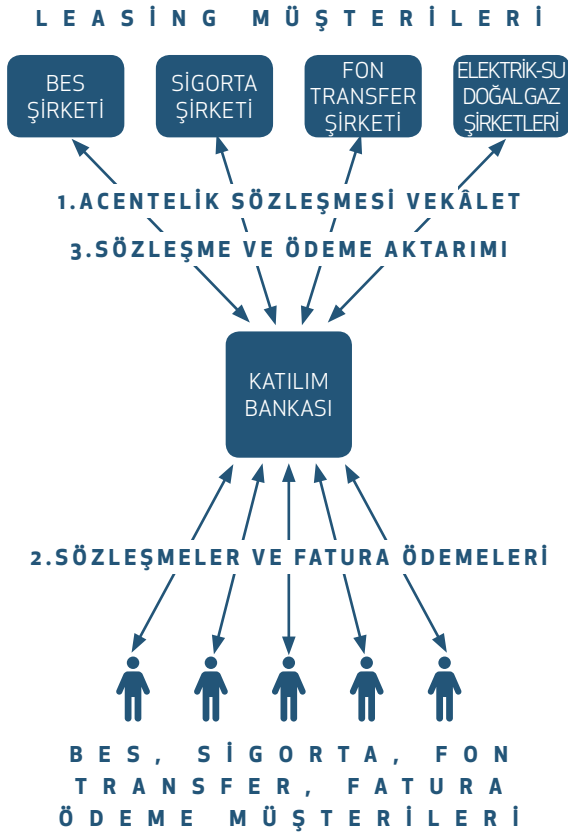 LEASİNG MÜŞTERİLERİ
BES
ŞİRKETİ
SİGORTA
ŞİRKETİ
FON
TRANSFER
ŞİRKETİ
ELEKTRİK-SU
DOĞALGAZ
ŞİRKETLERİ
1.ACENTELİK SÖZLEŞMESİ VEKÂLET
3.SÖZLEŞME VE ÖDEME AKTARIMI
KATILIM
BANKASI
2.SÖZLEŞMELER VE FATURA ÖDEMELERİ
BES, SİGORTA, FON
TRANSFER, FATURA
ÖDEME MÜŞTERİLERİ